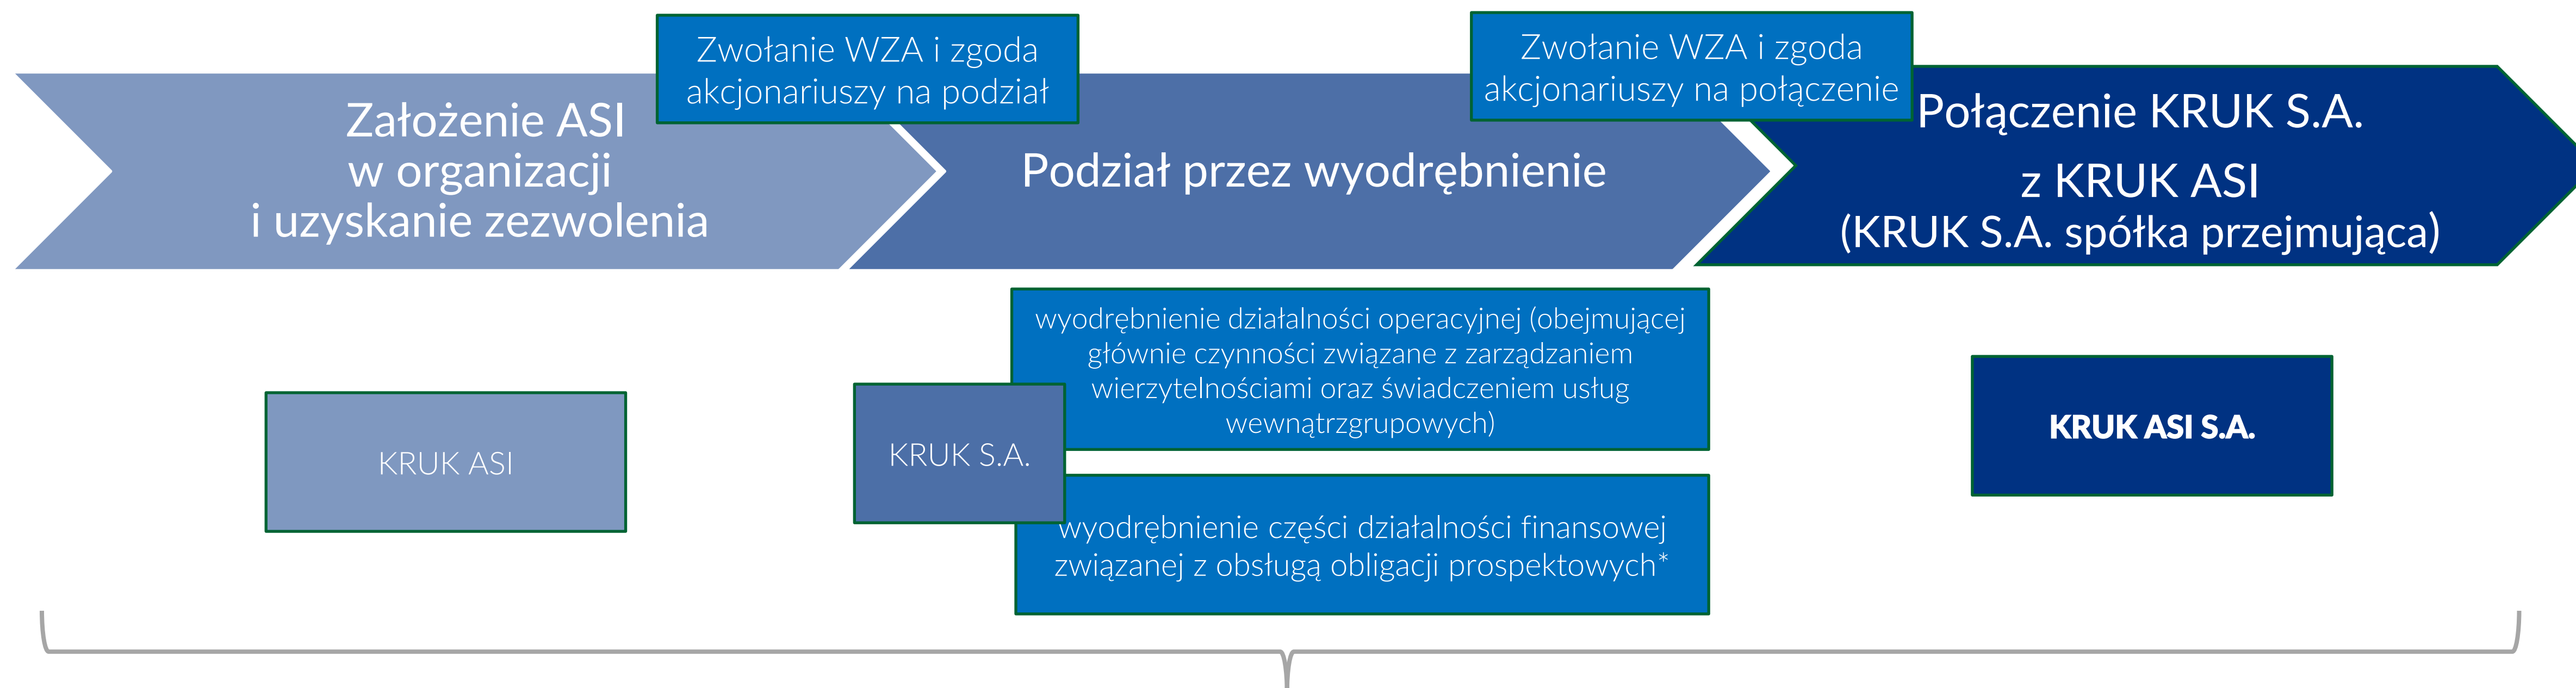 Zwołanie WZA i zgoda
akcjonariuszy na podział
Zwołanie WZA i zgoda
akcjonariuszy na połączenie
Założenie ASI
w organizacji
i uzyskanie zezwolenia
Podział przez wyodrębnienie
Połączenie KRUK S.A.
z KRUK ASI
(KRUK S.A. spółka przejmująca)
wyodrębnienie działalności operacyjnej (obejmującej
głównie czynności związane z zarządzaniem
wierzytelnościami oraz świadczeniem usług
wewnątrzgrupowych)
KRUK ASI
KRUK S.A.
KRUK ASI S.A.
wyodrębnienie części działalności finansowej
związanej z obsługą obligacji prospektowych*